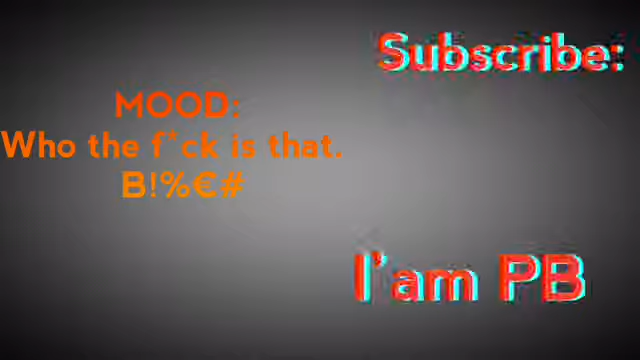 Subscribe:
MOOD:
Who the f*ck is that.
B!%€#
I'am PB